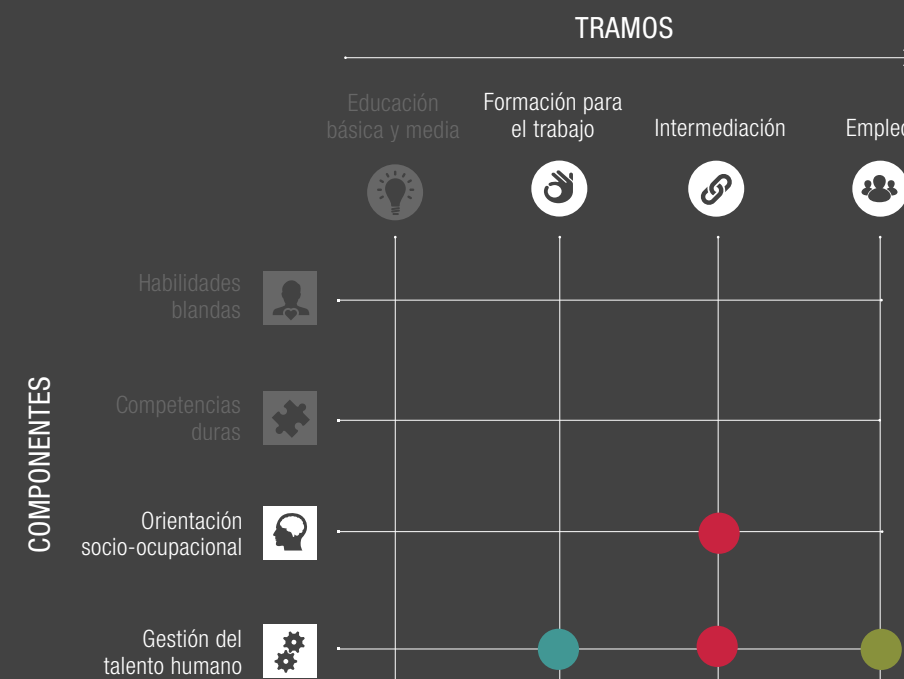 TRAMOS
Educación
básica y media
Formación para
el trabajo
Intermediación
Habilidades
blandas
Competencias
duras
COMPONENTES
Orientación
socio-ocupacional
Gestión del
talento humano